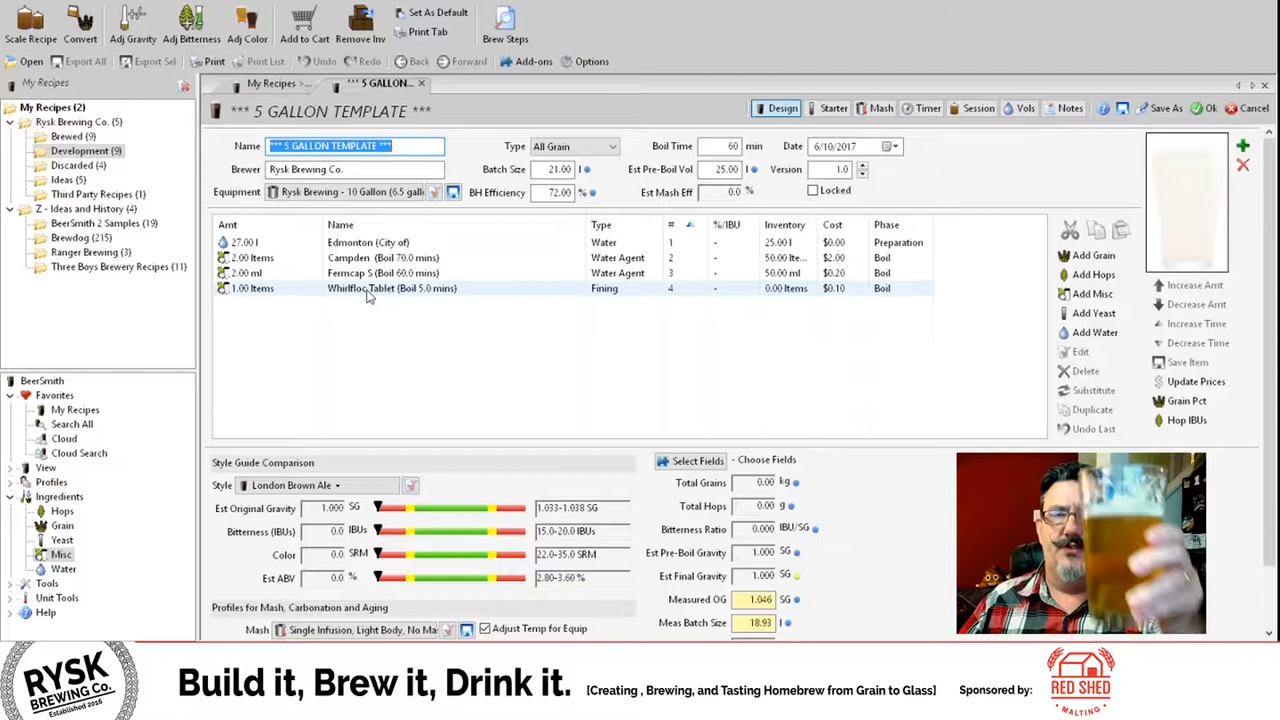 Scale Recipe Convert Adj Gravity Adj Bitterness Adj Color Add to Cart Remove Inv Set As Default Print Tab Brew Steps
Open Export All Export Sel Print Print List Undo Redo Back Forward Add-ons Options
My Recipes
My Recipes >...
*** 5 GALLON...
My Recipes (2)
Rysk Brewing Co. (5)
Brewed (9)
Development (9)
Discarded (4)
Ideas (5)
Third Party Recipes (1)
Z - Ideas and History (4)
BeerSmith 2 Samples (19)
Brewdog (215)
Ranger Brewing (3)
Three Boys Brewery Recipes (11)
BeerSmith
Favorites
My Recipes
Search All
Cloud
Cloud Search
View
Profiles
Ingredients
Hops
Grain
Yeast
Misc
Water
Tools
Unit Tools
Help
*** 5 GALLON TEMPLATE ***
Design Starter Mash Timer Session Vols Notes Save As Ok Cancel
Name *** 5 GALLON TEMPLATE *** Type All Grain Boil Time 60 min Date 6/10/2017
Brewer Rysk Brewing Co. Batch Size 21.00 l Est Pre-Boil Vol 25.00 l Version 1.0
Equipment Rysk Brewing - 10 Gallon (6.5 gall BH Efficiency 72.00 % Est Mash Eff 0.0 % Locked
Amt Name Type # %/IBU Inventory Cost Phase
27.00 l Edmonton (City of) Water 1 - 25.00 l $0.00 Preparation
2.00 Items Campden (Boil 70.0 mins) Water Agent 2 - 50.00 Ite... $2.00 Boil
2.00 ml Fermcap S (Boil 60.0 mins) Water Agent 3 - 50.00 ml $0.20 Boil
1.00 Items Whirlfloc Tablet (Boil 5.0 mins) Fining 4 - 0.00 Items $0.10 Boil
Add Grain
Add Hops
Add Misc
Add Yeast
Add Water
Edit
Delete
Substitute
Duplicate
Undo Last
Increase Amt
Decrease Amt
Increase Time
Decrease Time
Save Item
Update Prices
Grain Pct
Hop IBUs
Style Guide Comparison
Style London Brown Ale
Est Original Gravity 1.000 SG 1.033-1.038 SG
Bitterness (IBUs) 0.0 IBUs 15.0-20.0 IBUs
Color 0.0 SRM 22.0-35.0 SRM
Est ABV 0.0 % 2.80-3.60 %
Profiles for Mash, Carbonation and Aging
Mash Single Infusion, Light Body, No Ma Adjust Temp for Equip
Select Fields - Choose Fields
Total Grains 0.00 kg
Total Hops 0.00 g
Bitterness Ratio 0.000 IBU/SG
Est Pre-Boil Gravity 1.000 SG
Est Final Gravity 1.000 SG
Measured OG 1.046 SG
Meas Batch Size 18.93 l
RYSK
BREWING Co.
Established 2016
Build it, Brew it, Drink it. [Creating , Brewing, and Tasting Homebrew from Grain to Glass] Sponsored by:
RED SHED
MALTING